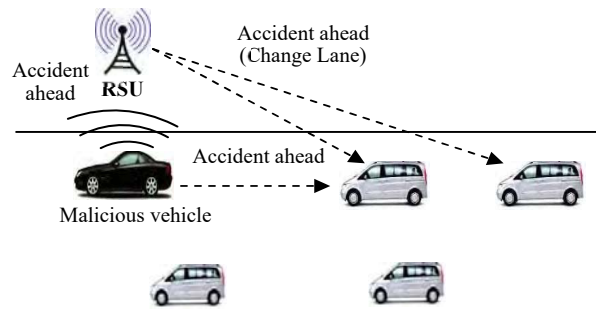 Accident ahead
(Change Lane)
Accident
ahead
RSU
Accident ahead
Malicious vehicle